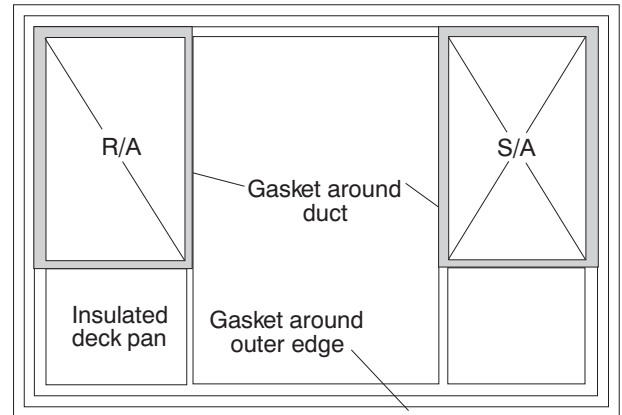 R/A
S/A
Gasket around
duct
Insulated
deck pan
Gasket around
outer edge